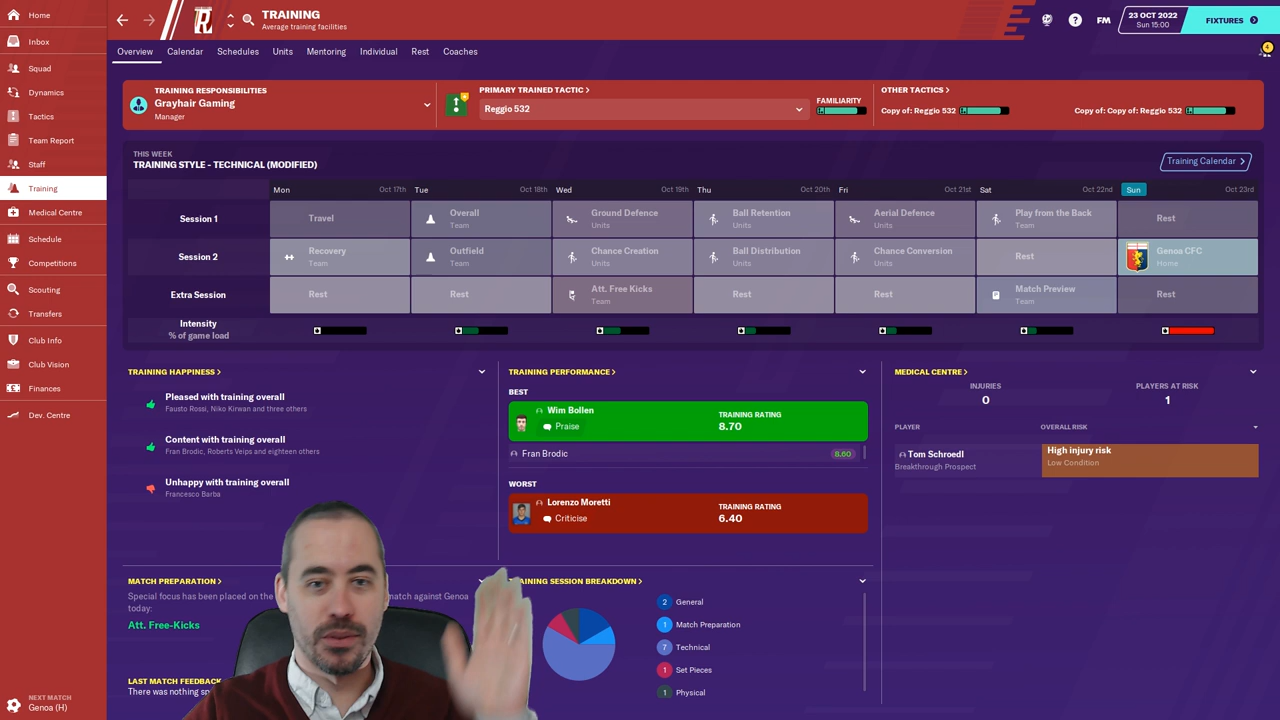 Home
Inbox
Squad
Dynamics
Tactics
Team Report
Staff
Training
Medical Centre
Schedule
Competitions
Scouting
Transfers
Club Info
Club Vision
Finances
Dev. Centre
NEXT MATCH
Genoa (H)
TRAINING
Average training facilities
FM
23 OCT 2022
Sun 15:00
FIXTURES
Overview Calendar Schedules Units Mentoring Individual Rest Coaches
4
TRAINING RESPONSIBILITIES
Grayhair Gaming
Manager
PRIMARY TRAINED TACTIC
Reggio 532
FAMILIARITY
OTHER TACTICS
Copy of: Reggio 532
Copy of: Copy of: Reggio 532
THIS WEEK
TRAINING STYLE - TECHNICAL (MODIFIED)
Training Calendar
Mon Oct 17th Tue Oct 18th Wed Oct 19th Thu Oct 20th Fri Oct 21st Sat Oct 22nd Sun Oct 23rd
Session 1
Travel
Overall
Team
Ground Defence
Units
Ball Retention
Units
Aerial Defence
Units
Play from the Back
Team
Rest
Session 2
Recovery
Team
Outfield
Team
Chance Creation
Units
Ball Distribution
Units
Chance Conversion
Units
Rest
Genoa CFC
Home
Extra Session
Rest
Rest
Att. Free Kicks
Team
Rest
Rest
Match Preview
Team
Rest
Intensity
% of game load
TRAINING HAPPINESS
Pleased with training overall
Fausto Rossi, Niko Kirwan and three others
Content with training overall
Fran Brodic, Roberts Veips and eighteen others
Unhappy with training overall
Francesco Barba
TRAINING PERFORMANCE
BEST
Wim Bollen
Praise
TRAINING RATING
8.70
Fran Brodic 8.60
WORST
Lorenzo Moretti
Criticise
TRAINING RATING
6.40
MEDICAL CENTRE
INJURIES
0
PLAYERS AT RISK
1
PLAYER OVERALL RISK
Tom Schroedl
Breakthrough Prospect
High injury risk
Low Condition
MATCH PREPARATION
Special focus has been placed on the match against Genoa
today:
Att. Free-Kicks
LAST MATCH FEEDBACK
There was nothing
TRAINING SESSION BREAKDOWN
2 General
1 Match Preparation
7 Technical
1 Set Pieces
1 Physical